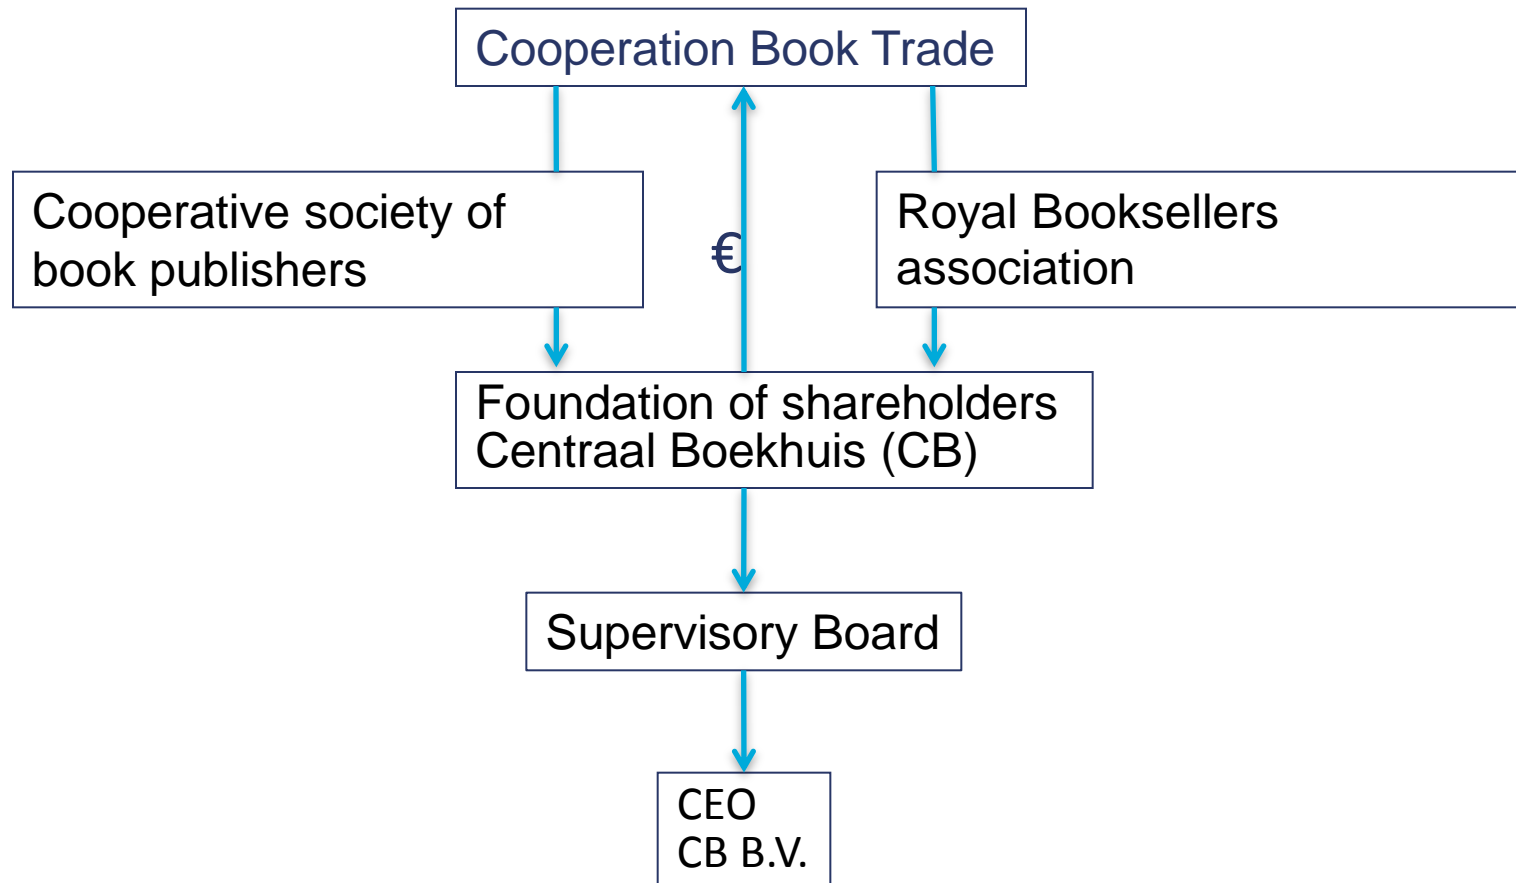 Cooperation Book Trade
Cooperative society of
book publishers
€
Royal Booksellers
association
Foundation of shareholders
Centraal Boekhuis (CB)
Supervisory Board
CEO
CB B.V.